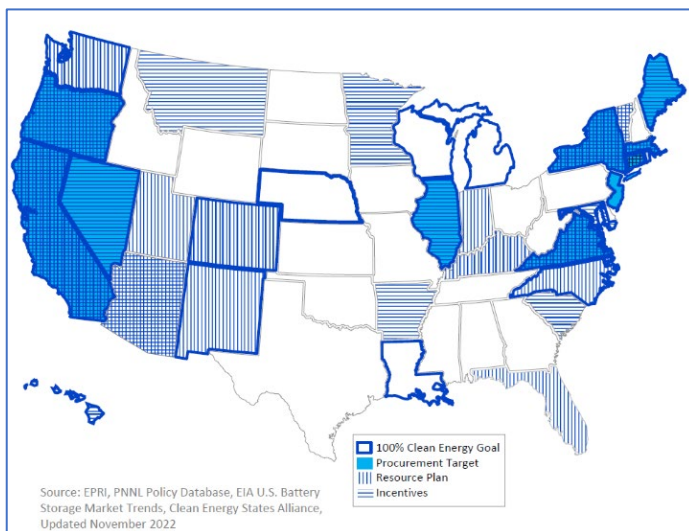 100% Clean Energy Goal
Procurement Target
Resource Plan
Incentives
Source: EPRI, PNNL Policy Database, EIA U.S. Battery
Storage Market Trends, Clean Energy States Alliance,
Updated November 2022